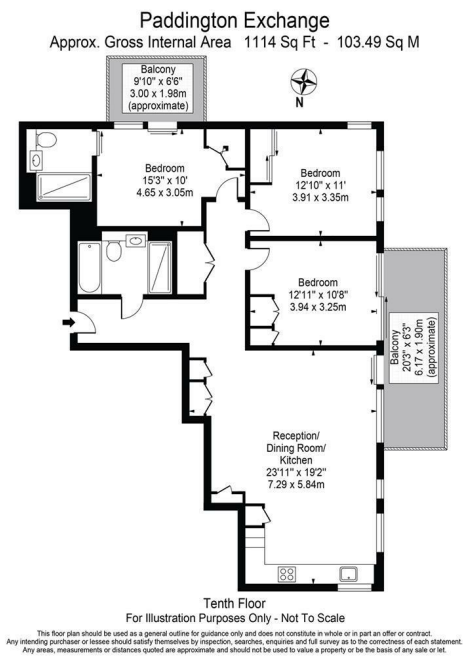 Paddington Exchange
Approx. Gross Internal Area 1114 Sq Ft - 103.49 Sq M
Balcony
9'10" x 6'6"
3.00 x 1.98m
(approximate)
N
Bedroom
15'3" x 10'
4.65 x 3.05m
Bedroom
12'10" x 11'
3.91 x 3.35m
Bedroom
12'11" x 10'8"
3.94 x 3.25m
Balcony
20'3" x 6'3"
6.17 x 1.90m
(approximate)
Reception/
Dining Room/
Kitchen
23'11" x 19'2"
7.29 x 5.84m
Tenth Floor
For Illustration Purposes Only - Not To Scale
This floor plan should be used as a general outline for guidance only and does not constitute in whole or in part an offer or contract.
Any intending purchaser or lessee should satisfy themselves by inspection, searches, enquiries and full survey as to the correctness of each statement.
Any areas, measurements or distances quoted are approximate and should not be used to value a property or be the basis of any sale or let.